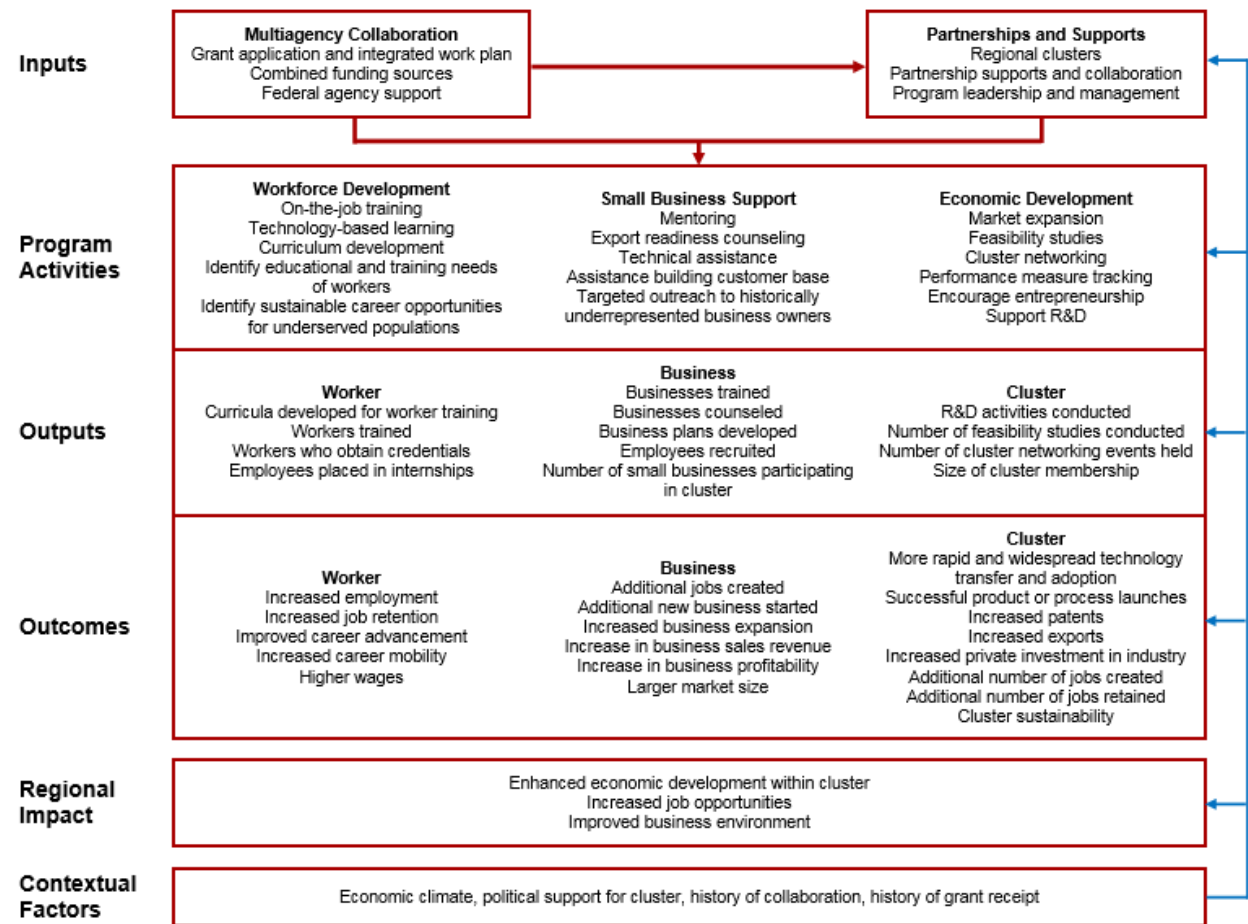 Inputs
Multiagency Collaboration
Grant application and integrated work plan
Combined funding sources
Federal agency support
Partnerships and Supports
Regional clusters
Partnership supports and collaboration
Program leadership and management
Program
Activities
Workforce Development
On-the-job training
Technology-based learning
Curriculum development
Identify educational and training needs
of workers
Identify sustainable career opportunities
for underserved populations
Small Business Support
Mentoring
Export readiness counseling
Technical assistance
Assistance building customer base
Targeted outreach to historically
underrepresented business owners
Economic Development
Market expansion
Feasibility studies
Cluster networking
Performance measure tracking
Encourage entrepreneurship
Support R&D
Outputs
Worker
Curricula developed for worker training
Workers trained
Workers who obtain credentials
Employees placed in internships
Business
Businesses trained
Businesses counseled
Business plans developed
Employees recruited
Number of small businesses participating
in cluster
Cluster
R&D activities conducted
Number of feasibility studies conducted
Number of cluster networking events held
Size of cluster membership
Outcomes
Worker
Increased employment
Increased job retention
Improved career advancement
Increased career mobility
Higher wages
Business
Additional jobs created
Additional new business started
Increased business expansion
Increase in business sales revenue
Increase in business profitability
Larger market size
Cluster
More rapid and widespread technology
transfer and adoption
Successful product or process launches
Increased patents
Increased exports
Increased private investment in industry
Additional number of jobs created
Additional number of jobs retained
Cluster sustainability
Regional
Impact
Enhanced economic development within cluster
Increased job opportunities
Improved business environment
Contextual
Factors
Economic climate, political support for cluster, history of collaboration, history of grant receipt